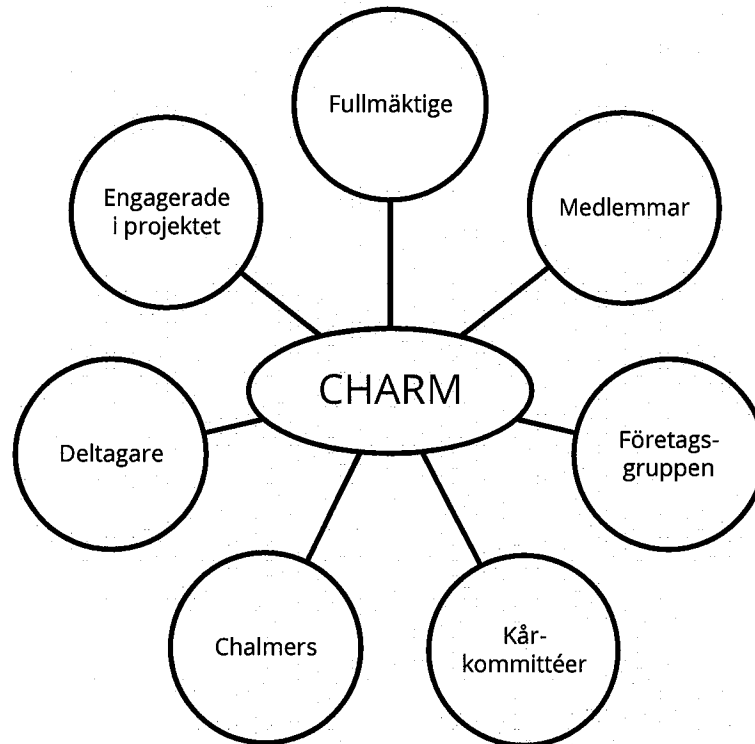 Fullmäktige
Engagerade
i projektet
Medlemmar
CHARM
Deltagare
Företags-
gruppen
Chalmers
Kår-
kommittéer